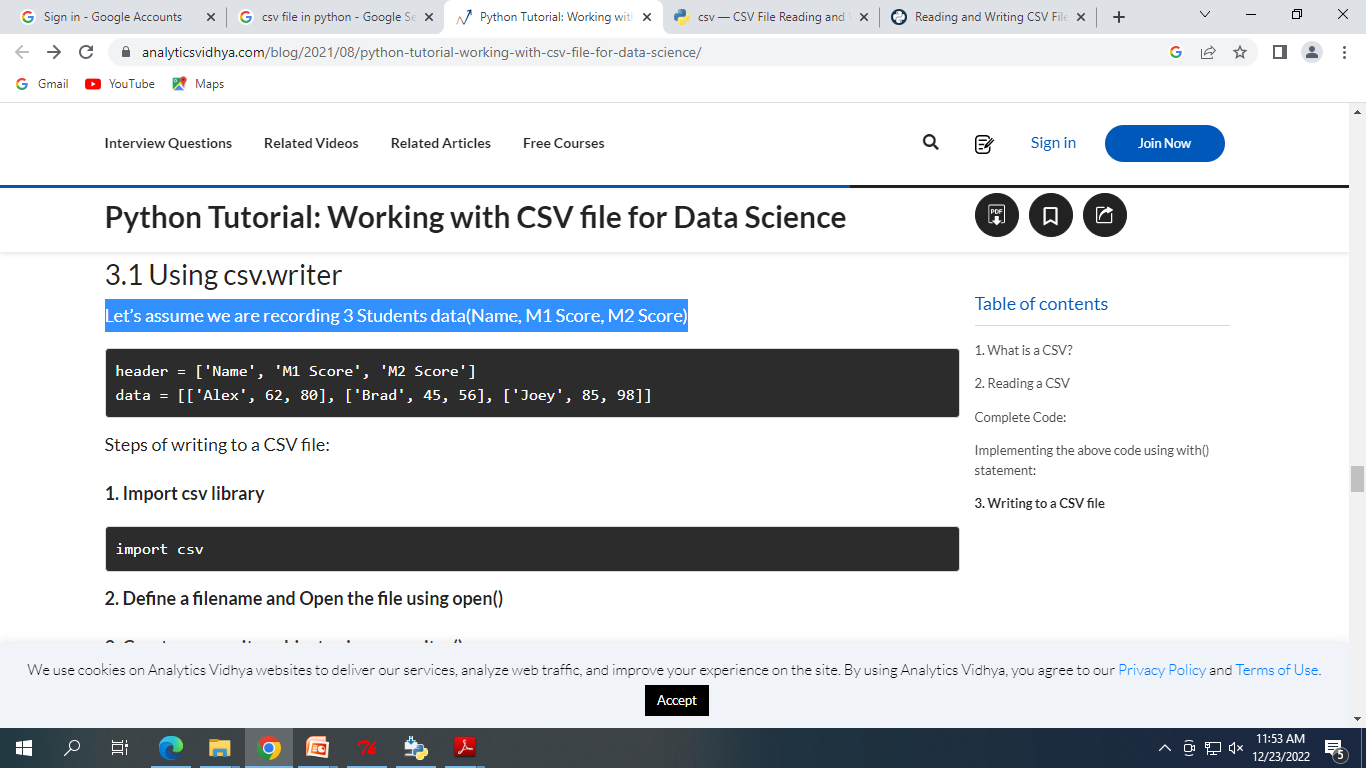 Sign in - Google Accounts
csv file in python - Google Se
Python Tutorial: Working with
csv — CSV File Reading and
Reading and Writing CSV File
analyticsvidhya.com/blog/2021/08/python-tutorial-working-with-csv-file-for-data-science/
Gmail
YouTube
Maps
Interview Questions
Related Videos
Related Articles
Free Courses
Sign in
Join Now
Python Tutorial: Working with CSV file for Data Science
PDF
3.1 Using csv.writer
Let’s assume we are recording 3 Students data(Name, M1 Score, M2 Score)
header = ['Name', 'M1 Score', 'M2 Score']
data = [['Alex', 62, 80], ['Brad', 45, 56], ['Joey', 85, 98]]
Steps of writing to a CSV file:
1. Import csv library
import csv
2. Define a filename and Open the file using open()
Table of contents
1. What is a CSV?
2. Reading a CSV
Complete Code:
Implementing the above code using with()
statement:
3. Writing to a CSV file
We use cookies on Analytics Vidhya websites to deliver our services, analyze web traffic, and improve your experience on the site. By using Analytics Vidhya, you agree to our Privacy Policy and Terms of Use.
Accept
11:53 AM
12/23/2022
5